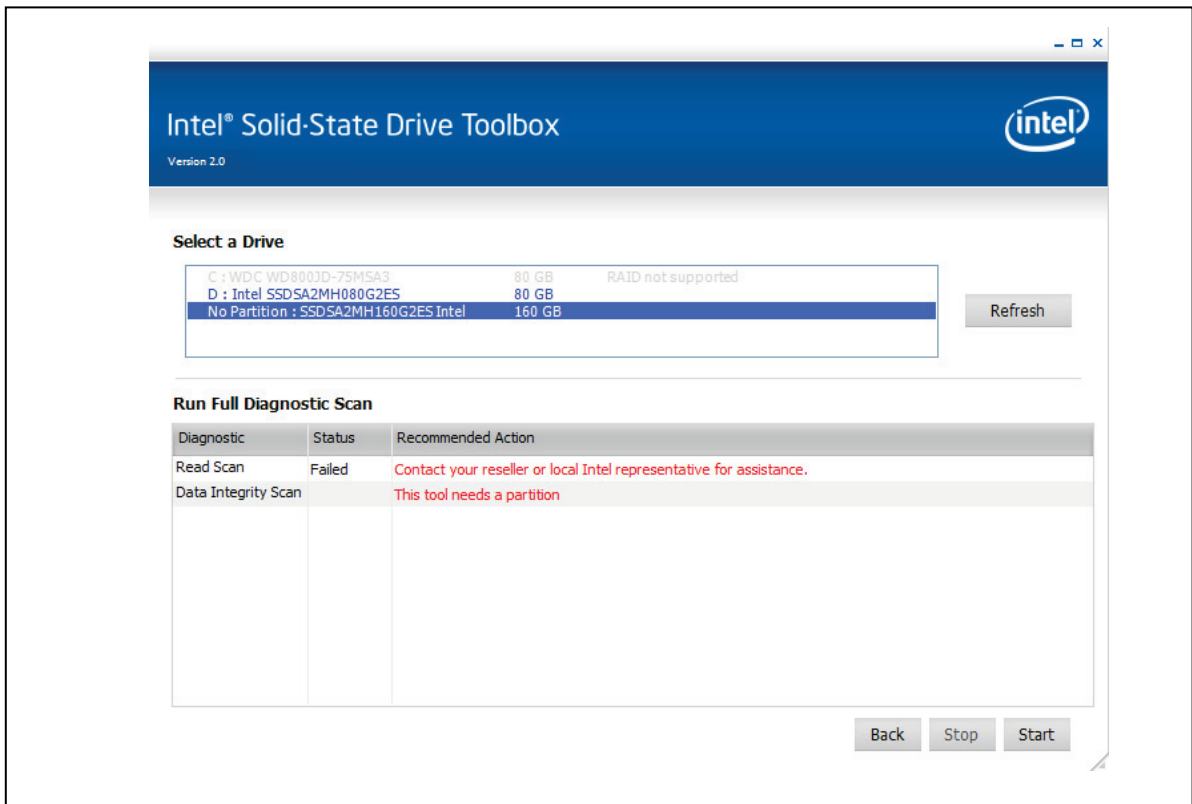 Intel® Solid-State Drive Toolbox
intel
Version 2.0
Select a Drive
C : WDC WD800JD-75MSA3 80 GB RAID not supported
D : Intel SSDSA2MH080G2ES 80 GB
No Partition : SSDSA2MH160G2ES Intel 160 GB
Refresh
Run Full Diagnostic Scan
Diagnostic Status Recommended Action
Read Scan Failed Contact your reseller or local Intel representative for assistance.
Data Integrity Scan This tool needs a partition
Back Stop Start